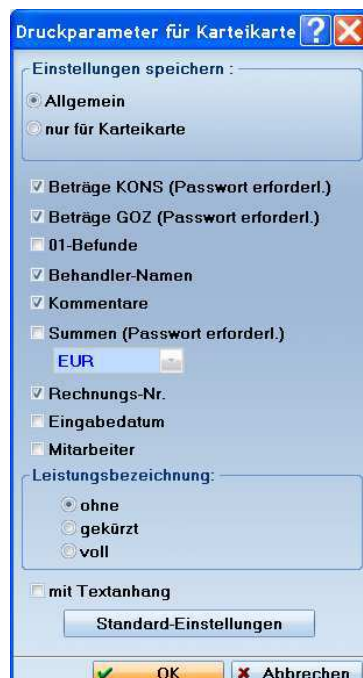 Druckparameter für Karteikarte ?
Einstellungen speichern :
Allgemein
nur für Karteikarte
Beträge KONS (Passwort erforderl.)
Beträge GOZ (Passwort erforderl.)
01-Befunde
Behandler-Namen
Kommentare
Summen (Passwort erforderl.)
EUR
Rechnungs-Nr.
Eingabedatum
Mitarbeiter
Leistungsbezeichnung:
ohne
gekürzt
voll
mit Textanhang
Standard-Einstellungen
OK Abbrechen